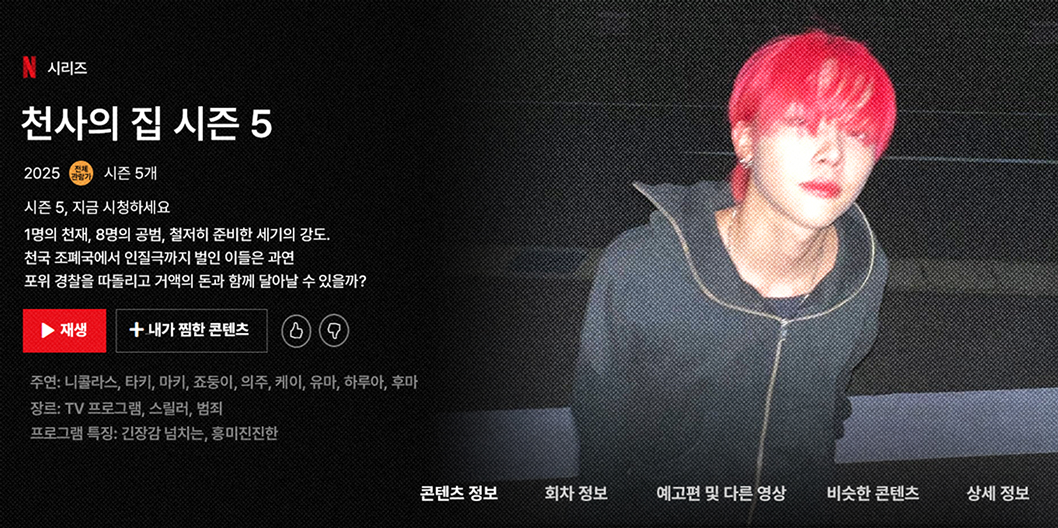 N 시리즈
천사의 집 시즌 5
2025 전체 관람가 시즌 5개
시즌 5, 지금 시청하세요
1명의 천재, 8명의 공범, 철저히 준비한 세기의 강도.
천국 조폐국에서 인질극까지 벌인 이들은 과연
포위 경찰을 따돌리고 거액의 돈과 함께 달아날 수 있을까?
재생 내가 찜한 콘텐츠
주연: 니콜라스, 타키, 마키, 죠둥이, 의주, 케이, 유마, 하루아, 후마
장르: TV 프로그램, 스릴러, 범죄
프로그램 특징: 긴장감 넘치는, 흥미진진한
콘텐츠 정보 회차 정보 예고편 및 다른 영상 비슷한 콘텐츠 상세 정보